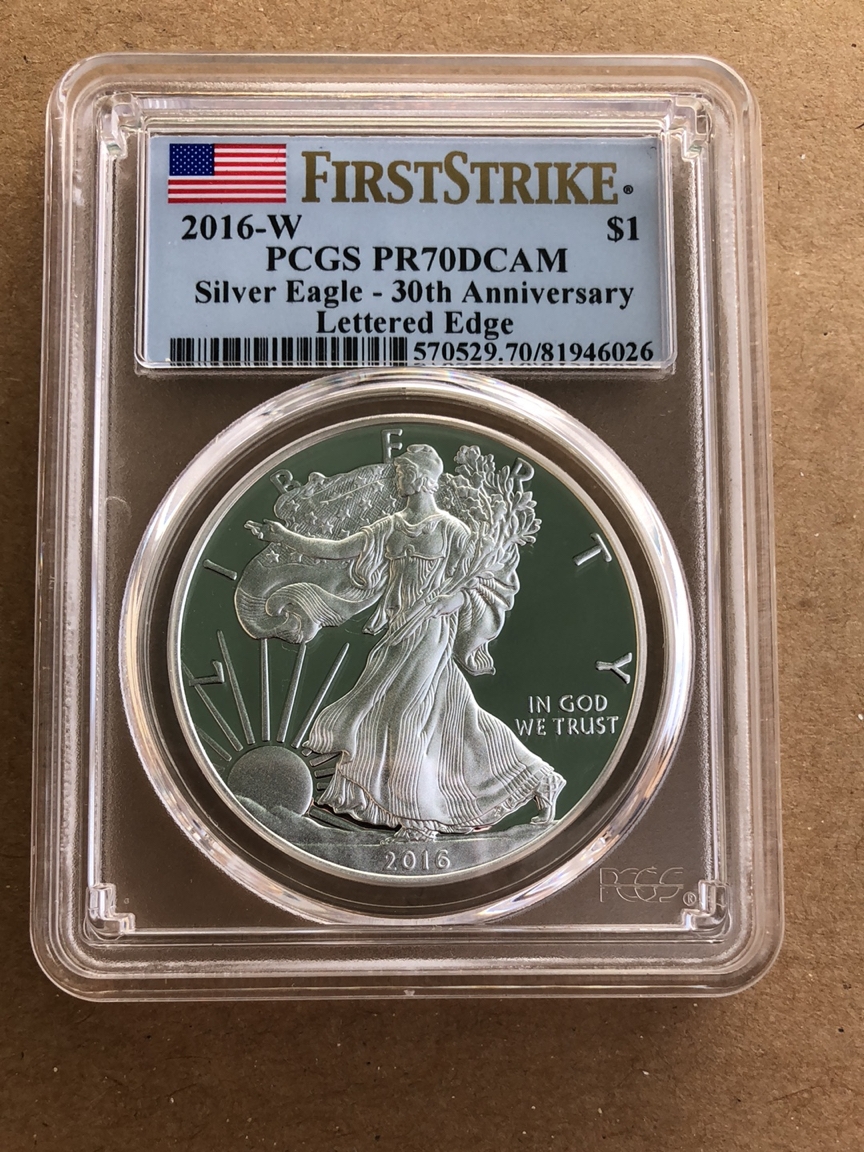 FIRSTSTRIKE®
2016-W $1
PCGS PR70DCAM
Silver Eagle - 30th Anniversary
Lettered Edge
570529.70/81946026
LIBERTY
IN GOD
WE TRUST
2016
PCGS®